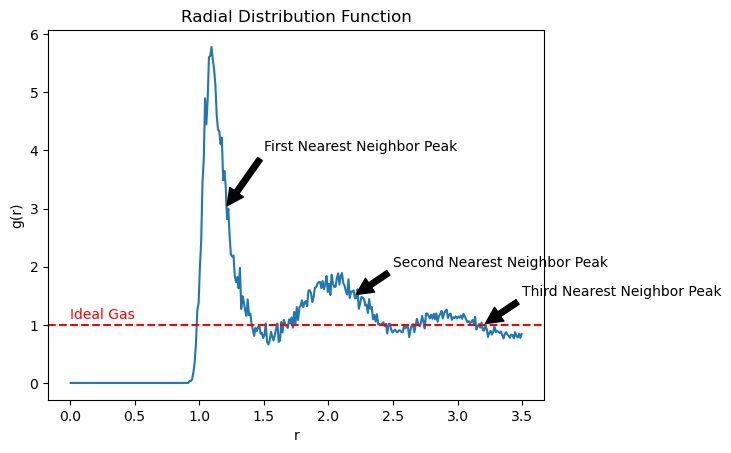 Radial Distribution Function
6
5
First Nearest Neighbor Peak
4
g(r)
3
Second Nearest Neighbor Peak
2
Third Nearest Neighbor Peak
Ideal Gas
1
0
0.0 0.5 1.0 1.5 2.0 2.5 3.0 3.5
r